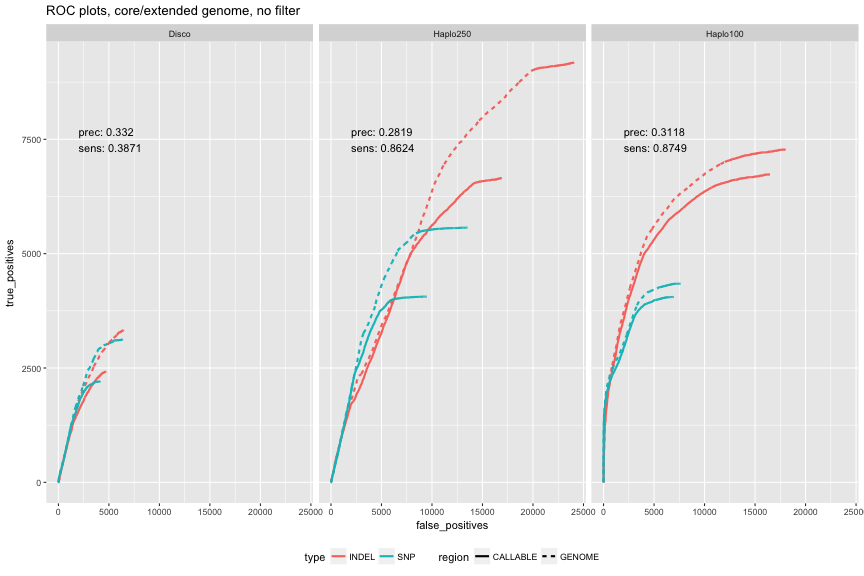 ROC plots, core/extended genome, no filter
Disco Haplo250 Haplo100
prec: 0.332 prec: 0.2819 prec: 0.3118
sens: 0.3871 sens: 0.8624 sens: 0.8749
7500
5000
2500
0
true_positives
0 5000 10000 15000 20000 25000 0 5000 10000 15000 20000 25000 0 5000 10000 15000 20000 25000
false_positives
type INDEL SNP region CALLABLE GENOME